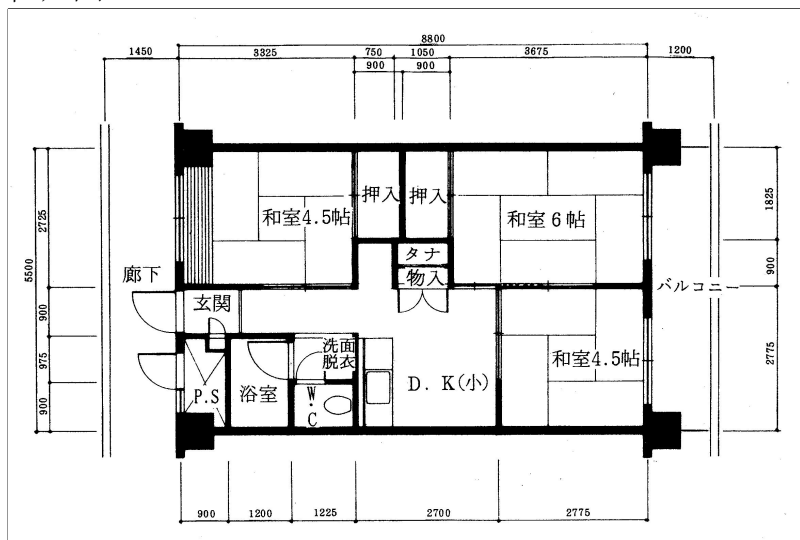 8800
1450
3325
750
1050
3675
1200
900
900
押入
押入
和室4.5帖
和室6帖
2725
1825
5500
タナ
900
廊下
物入
バルコニー
玄関
900
洗面
脱衣
和室4.5帖
975
2775
P.S
浴室
W.C
D.K(小)
900
900
1200
1225
2700
2775